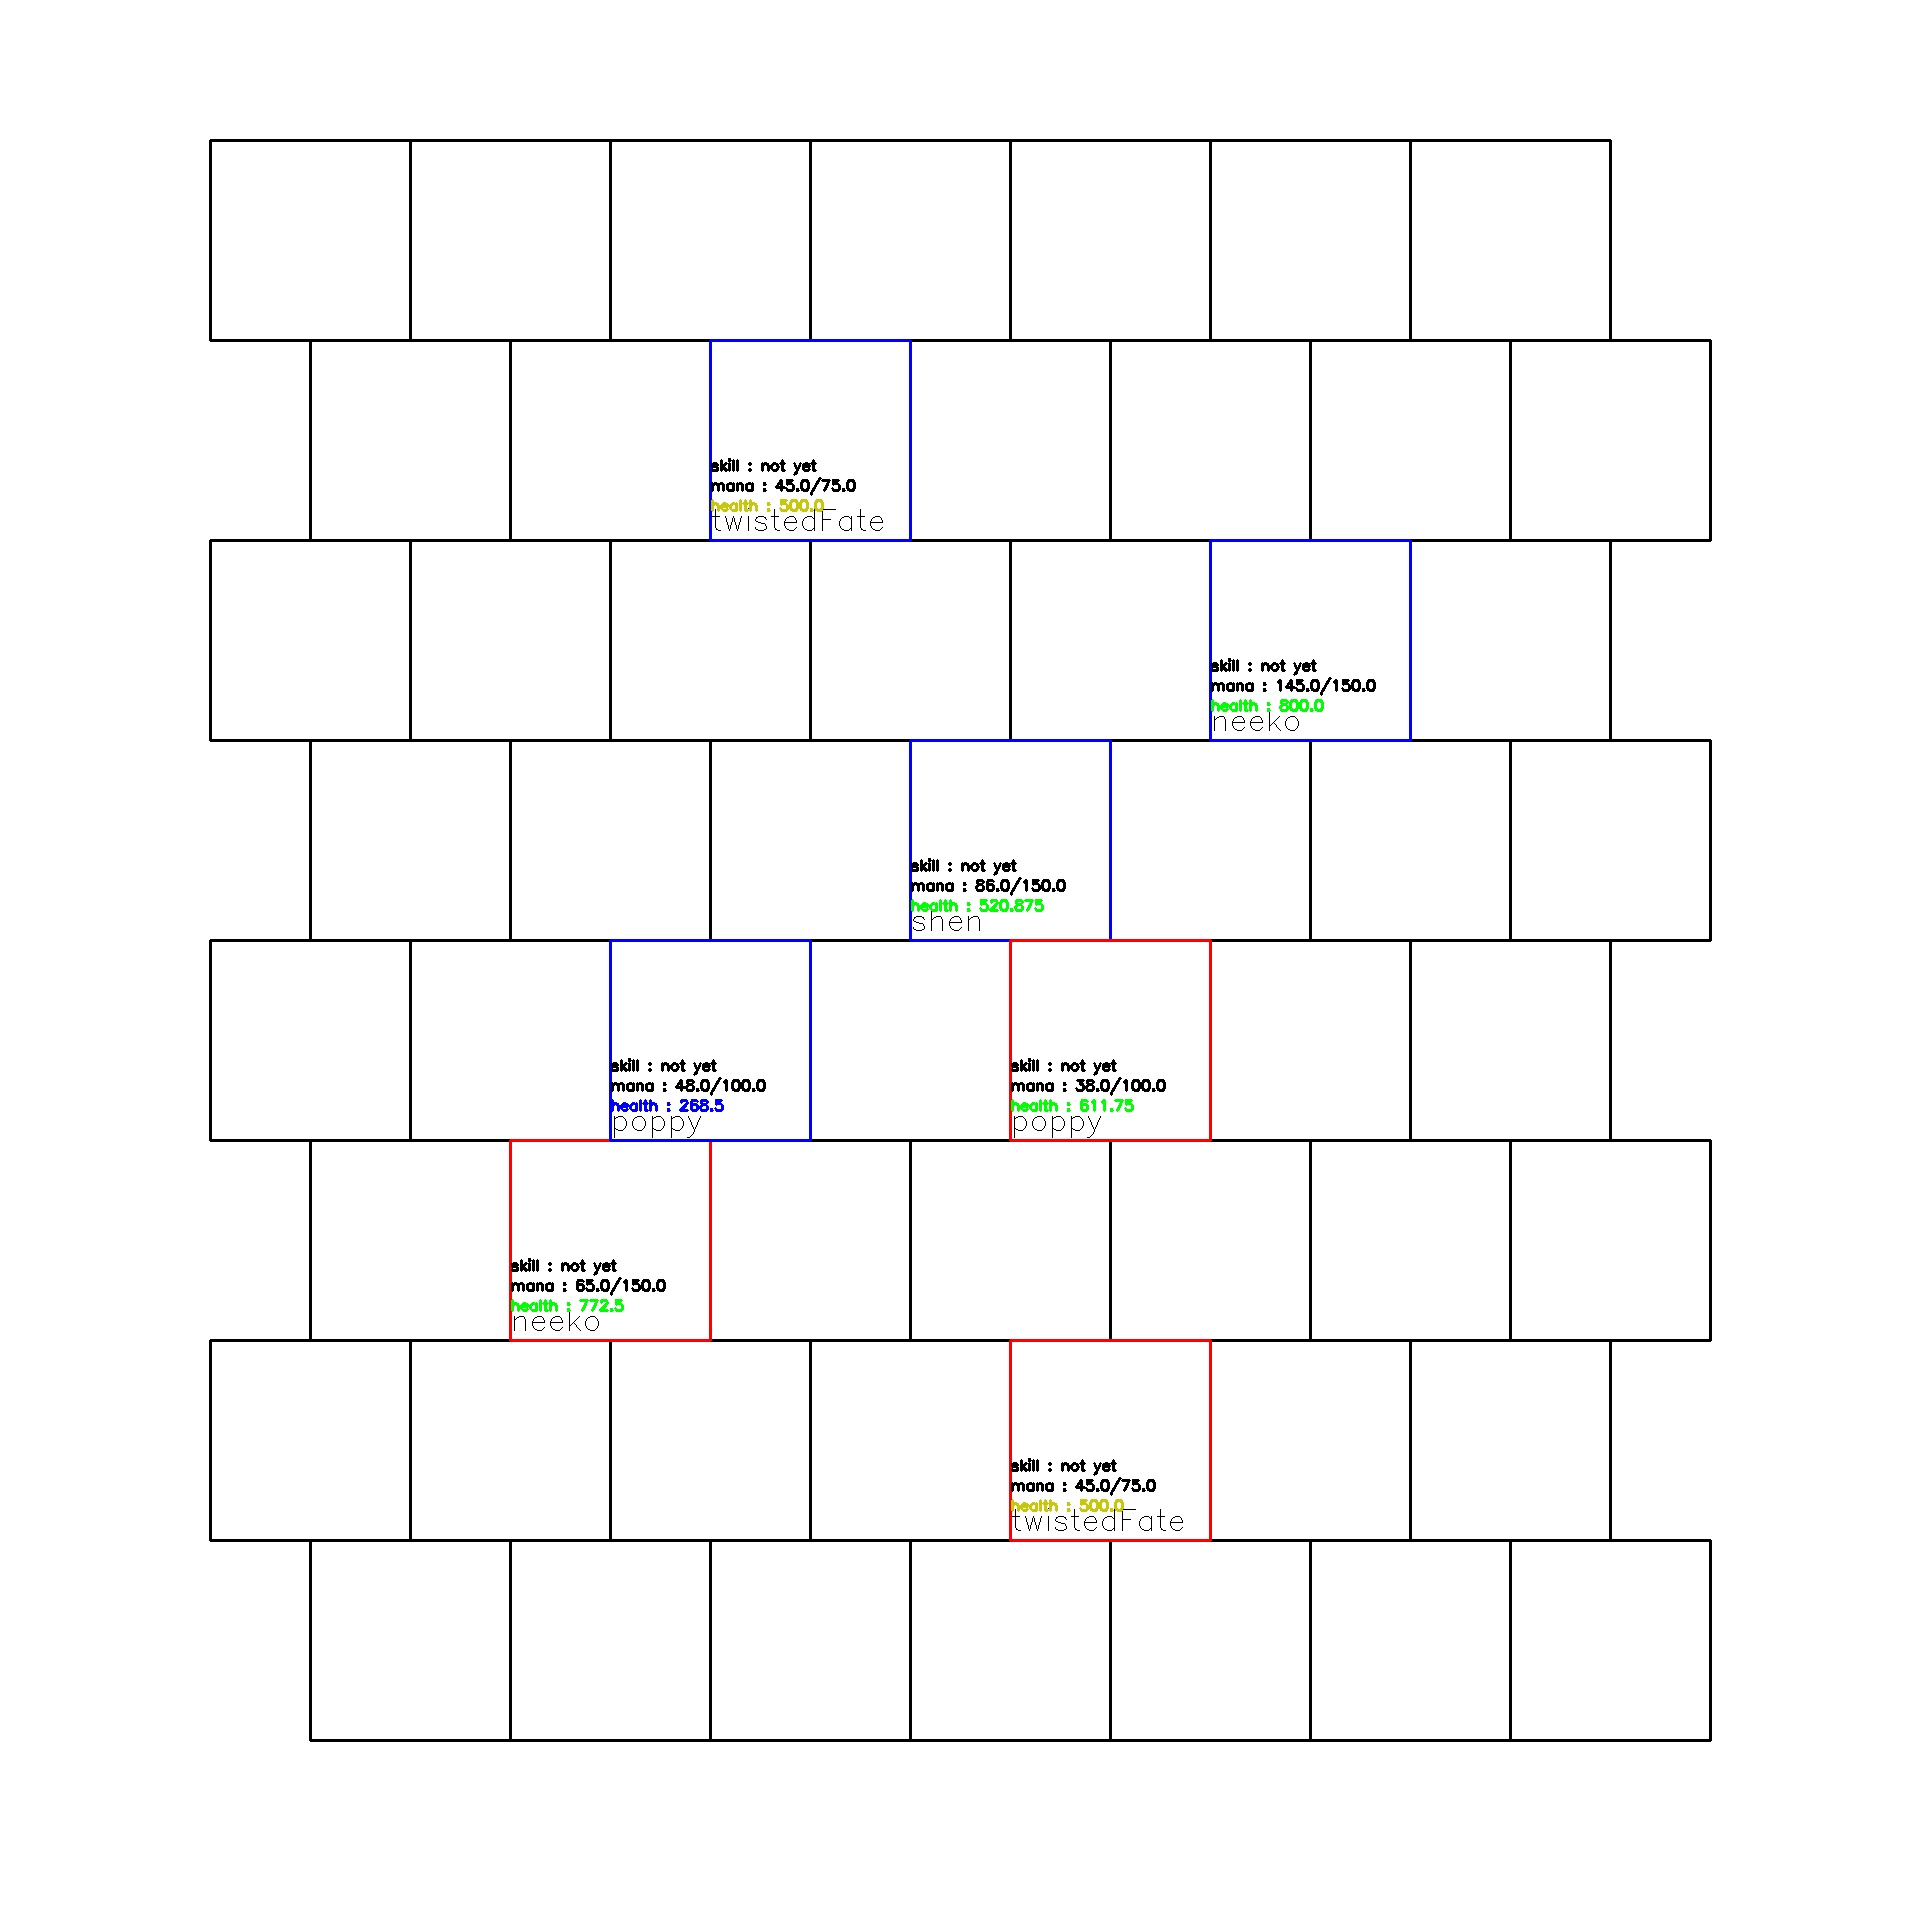 skill : not yet
mana : 45.0/75.0
health : 500.0
twistedFate
skill : not yet
mana : 145.0/150.0
health : 800.0
neeko
skill : not yet
mana : 86.0/150.0
health : 520.875
shen
skill : not yet
mana : 48.0/100.0
health : 268.5
poppy
skill : not yet
mana : 38.0/100.0
health : 611.75
poppy
skill : not yet
mana : 65.0/150.0
health : 772.5
neeko
skill : not yet
mana : 45.0/75.0
health : 500.0
twistedFate